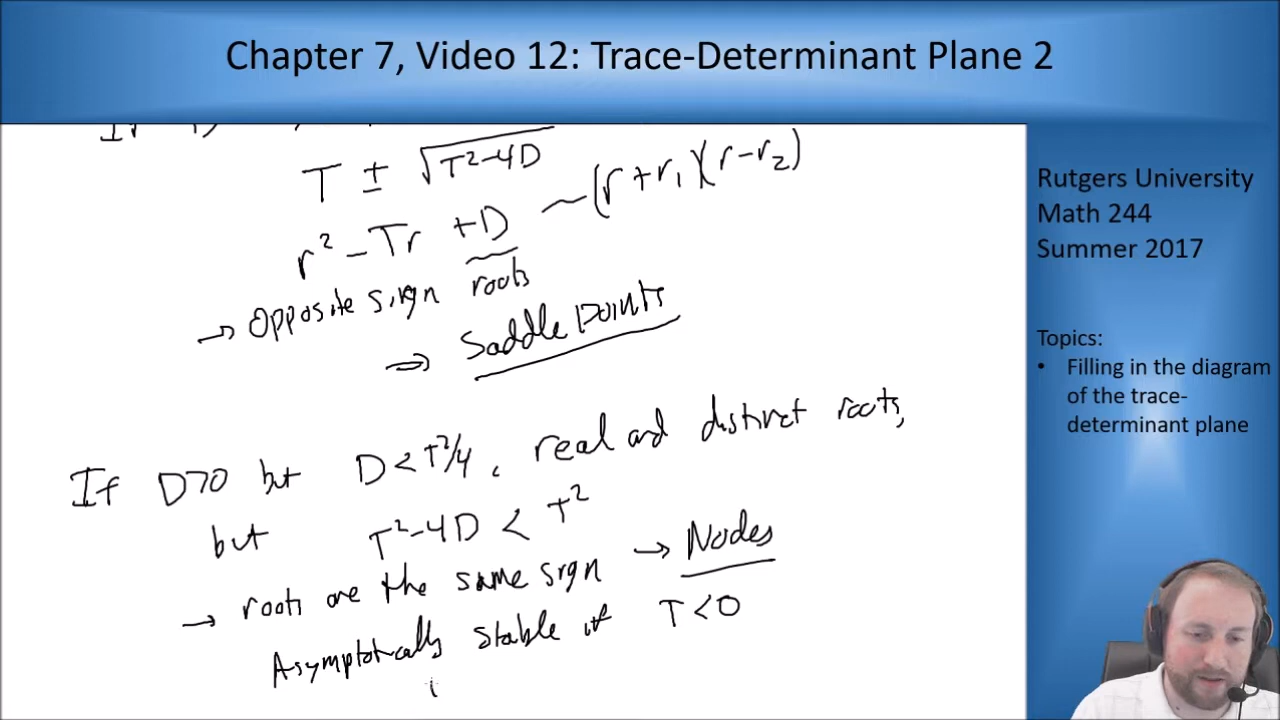 Chapter 7, Video 12: Trace-Determinant Plane 2
If D
T ± √T²-4D
r² - Tr + D ~ (r+r₁)(r-r₂)
→ Opposite sign roots
⇒ Saddle Points
If D>0 but D < T²/4, real and distinct roots,
but T²-4D < T²
→ roots are the same sign → Nodes
Asymptotically stable if T<0
Rutgers University
Math 244
Summer 2017
Topics:
• Filling in the diagram
of the trace-
determinant plane